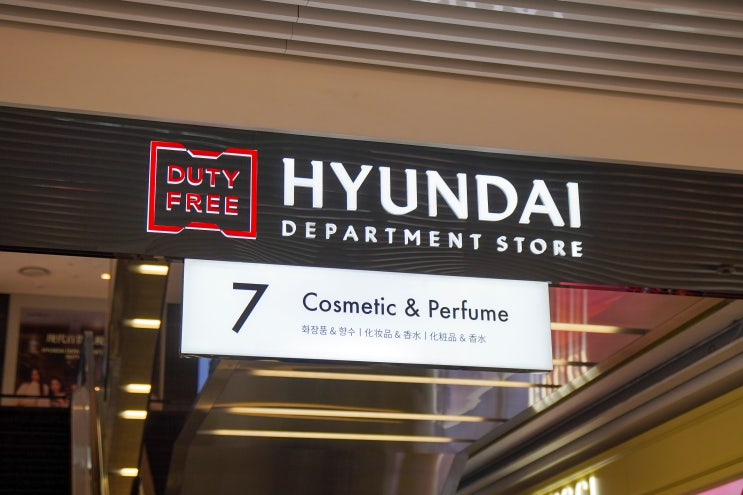 DUTY
FREE
HYUNDAI
DEPARTMENT STORE
7
Cosmetic & Perfume
화장품 & 향수 | 化妆品 & 香水 | 化粧品 & 香水